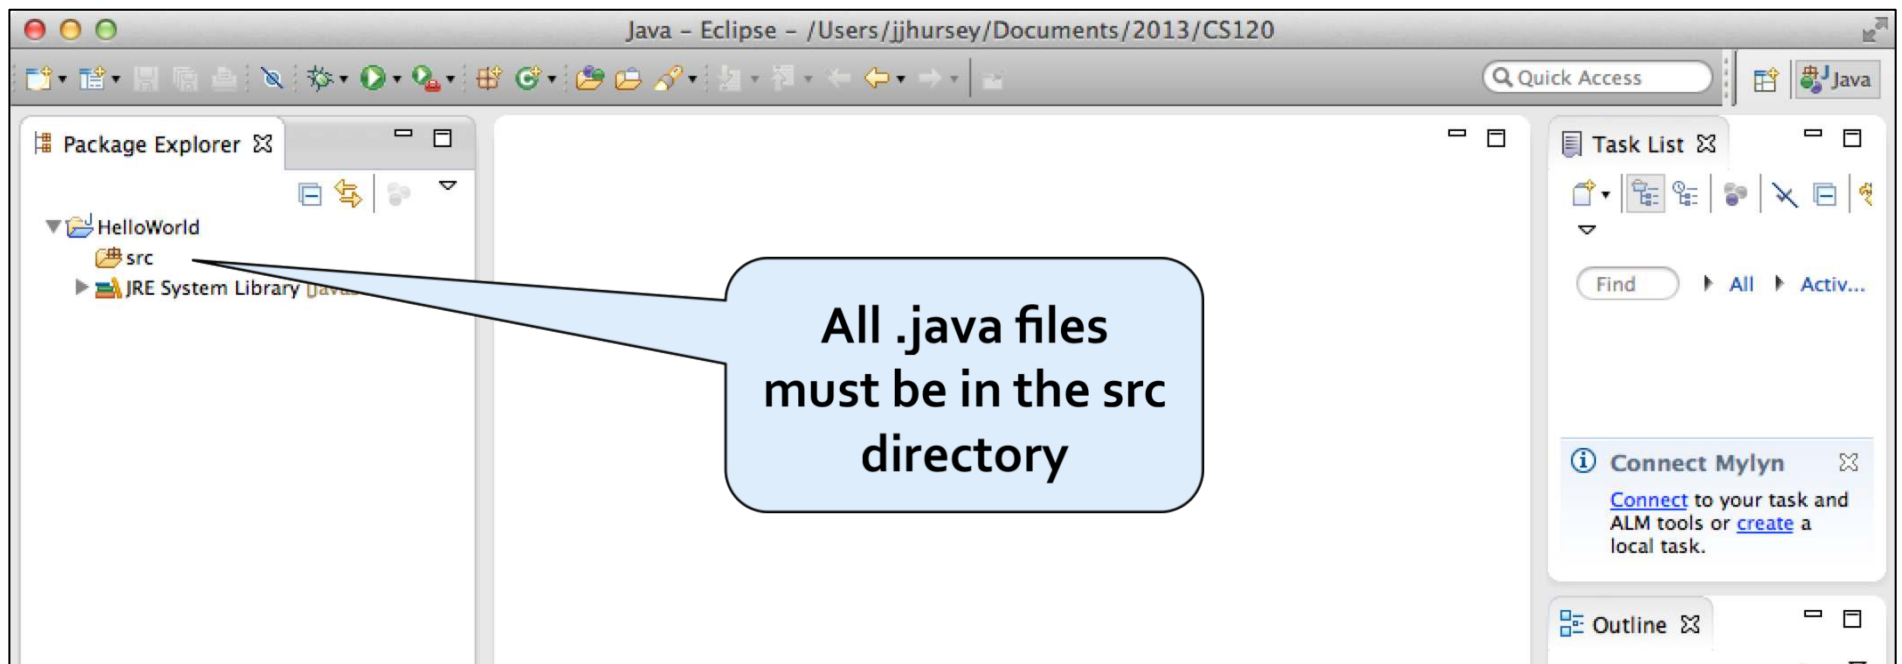 Java – Eclipse – /Users/jjhursey/Documents/2013/CS120
Quick Access
Java
Package Explorer
HelloWorld
src
JRE System Library
All .java files
must be in the src
directory
Task List
Find
All
Activ...
Connect Mylyn
Connect to your task and
ALM tools or create a
local task.
Outline